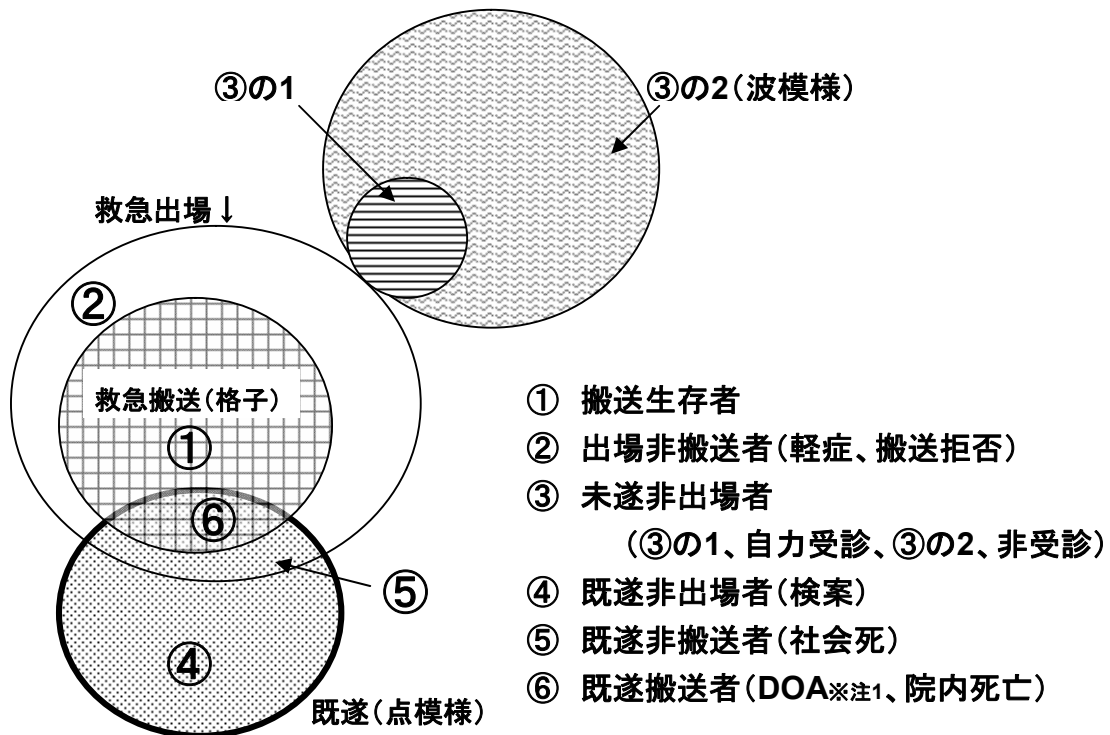 ③の1
③の2(波模様)
救急出場↓
②
救急搬送(格子)
①
⑥
⑤
④
既遂(点模様)
① 搬送生存者
② 出場非搬送者(軽症、搬送拒否)
③ 未遂非出場者
(③の1、自力受診、③の2、非受診)
④ 既遂非出場者(検案)
⑤ 既遂非搬送者(社会死)
⑥ 既遂搬送者(DOA※注1、院内死亡)